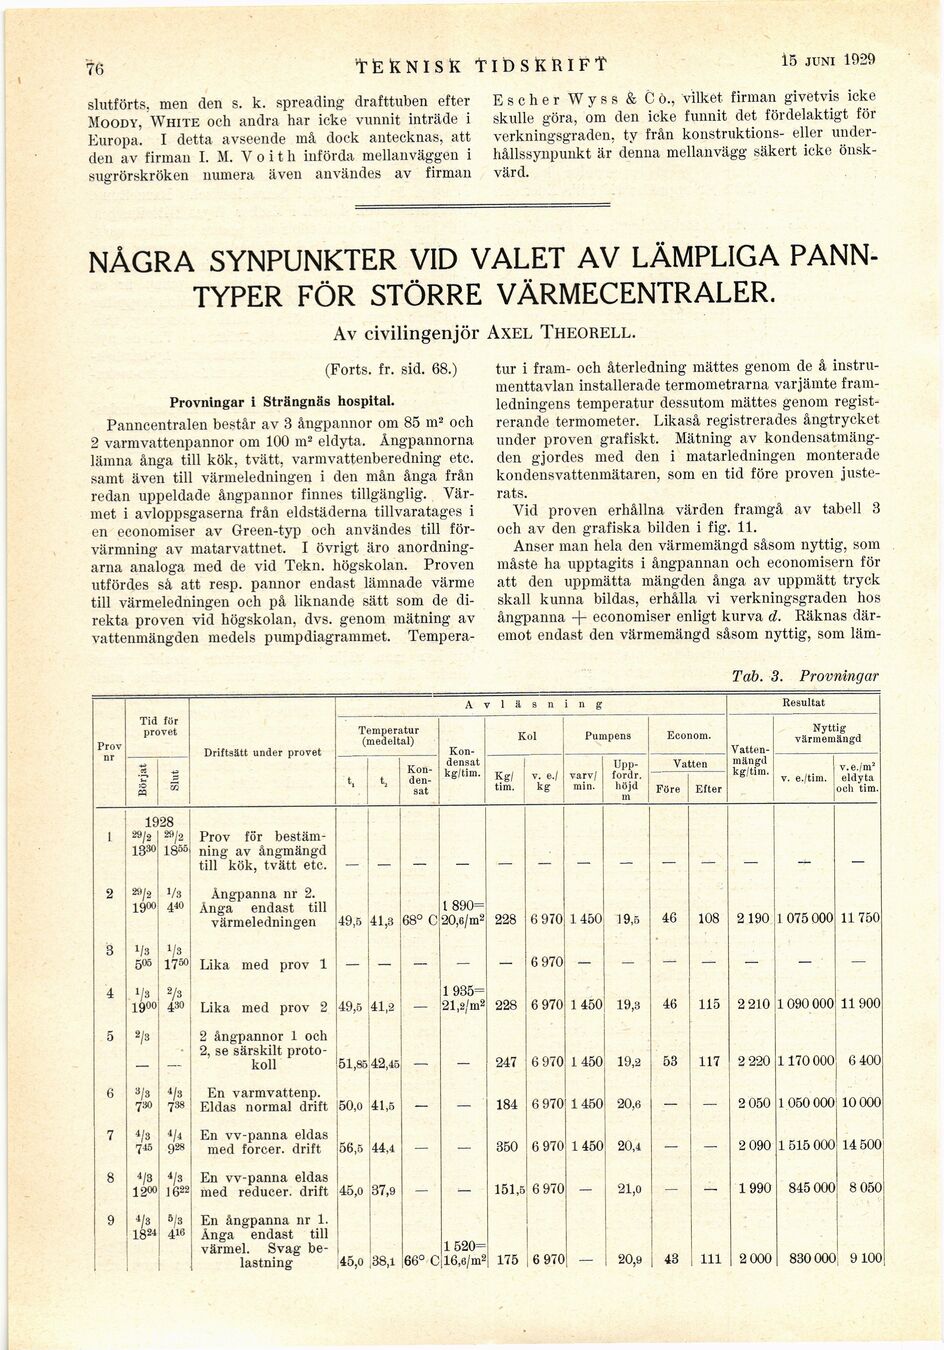 76
TEKNISK TIDSKRIFT
15 JUNI 1929
slutförts, men den s. k. spreading drafttuben efter
MOODY, WHITE och andra har icke vunnit inträde i
Europa. I detta avseende må dock antecknas, att
den av firman I. M. Voith införda mellanväggen i
sugrörskröken numera även användes av firman
Escher Wyss & Co., vilket firman givetvis icke
skulle göra, om den icke funnit det fördelaktigt för
verkningsgraden, ty från konstruktions- eller under-
hållssynpunkt är denna mellanvägg säkert icke önsk-
värd.
NÅGRA SYNPUNKTER VID VALET AV LÄMPLIGA PANN-
TYPER FÖR STÖRRE VÄRMECENTRALER.
Av civilingenjör AXEL THEORELL.
(Forts. fr. sid. 68.)
Provningar i Strängnäs hospital.
Panncentralen består av 3 ångpannor om 85 m² och
2 varmvattenpannor om 100 m² eldyta. Ångpannorna
lämna ånga till kök, tvätt, varmvattenberedning etc.
samt även till värmeledningen i den mån ånga från
redan uppeldade ångpannor finnes tillgänglig. Vär-
met i avloppsgaserna från eldstäderna tillvaratages i
en economiser av Green-typ och användes till för-
värmning av matarvattnet. I övrigt äro anordning-
arna analoga med de vid Tekn. högskolan. Proven
utfördes så att resp. pannor endast lämnade värme
till värmeledningen och på liknande sätt som de di-
rekta proven vid högskolan, dvs. genom mätning av
vattenmängden medels pumpdiagrammet. Tempera-
tur i fram- och återledning mättes genom de å instru-
menttavlan installerade termometrarna varjämte fram-
ledningens temperatur dessutom mättes genom regist-
rerande termometer. Likaså registrerades ångtrycket
under proven grafiskt. Mätning av kondensatmäng-
den gjordes med den i matarledningen monterade
kondensvattenmätaren, som en tid före proven juste-
rats.
Vid proven erhållna värden framgå av tabell 3
och av den grafiska bilden i fig. 11.
Anser man hela den värmemängd såsom nyttig, som
måste ha upptagits i ångpannan och economisern för
att den uppmätta mängden ånga av uppmätt tryck
skall kunna bildas, erhålla vi verkningsgraden hos
ångpanna + economiser enligt kurva d. Räknas där-
emot endast den värmemängd såsom nyttig, som läm-
Tab. 3. Provningar
Avläsning Resultat
Prov nr
Tid för provet
Börjat Slut
Driftsätt under provet
Temperatur (medeltal)
t₁ t₂ Kon-den-sat
Kon-densat kg/tim.
Kol
Kg/tim. v. e./kg
Pumpens
varv/min. Upp-fordr. höjd m
Econom.
Vatten
Före Efter
Vatten-mängd kg/tim.
Nyttig värmemängd
v. e./tim. v.e./m² eldyta och tim.
1928
1 29/2 29/2 Prov för bestäm-
13³⁰ 18⁵⁵ ning av ångmängd
till kök, tvätt etc. — — — — — — — — — — — — —
2 29/2 1/3 Ångpanna nr 2.
19⁰⁰ 4⁴⁰ Ånga endast till 1 890=
värmeledningen 49,5 41,3 68° C 20,6/m² 228 6 970 1 450 19,5 46 108 2 190 1 075 000 11 750
3 1/3 1/3
5⁰⁵ 17⁵⁰ Lika med prov 1 — — — — — 6 970 — — — — — — —
4 1/3 2/3 1 935=
19⁰⁰ 4³⁰ Lika med prov 2 49,5 41,2 — 21,2/m² 228 6 970 1 450 19,3 46 115 2 210 1 090 000 11 900
5 2/3 2 ångpannor 1 och
2, se särskilt proto-
— — koll 51,85 42,45 — — 247 6 970 1 450 19,2 53 117 2 220 1 170 000 6 400
6 3/3 4/3 En varmvattenp.
7³⁰ 7³⁸ Eldas normal drift 50,0 41,5 — — 184 6 970 1 450 20,6 — — 2 050 1 050 000 10 000
7 4/3 4/4 En vv-panna eldas
7⁴⁵ 9²⁸ med forcer. drift 56,5 44,4 — — 350 6 970 1 450 20,4 — — 2 090 1 515 000 14 500
8 4/3 4/3 En vv-panna eldas
12⁰⁰ 16²² med reducer. drift 45,0 37,9 — — 151,5 6 970 — 21,0 — — 1 990 845 000 8 050
9 4/3 5/3 En ångpanna nr 1.
18²⁴ 4¹⁶ Ånga endast till
värmel. Svag be- 1 520=
lastning 45,0 38,1 66° C 16,6/m² 175 6 970 — 20,9 43 111 2 000 830 000 9 100